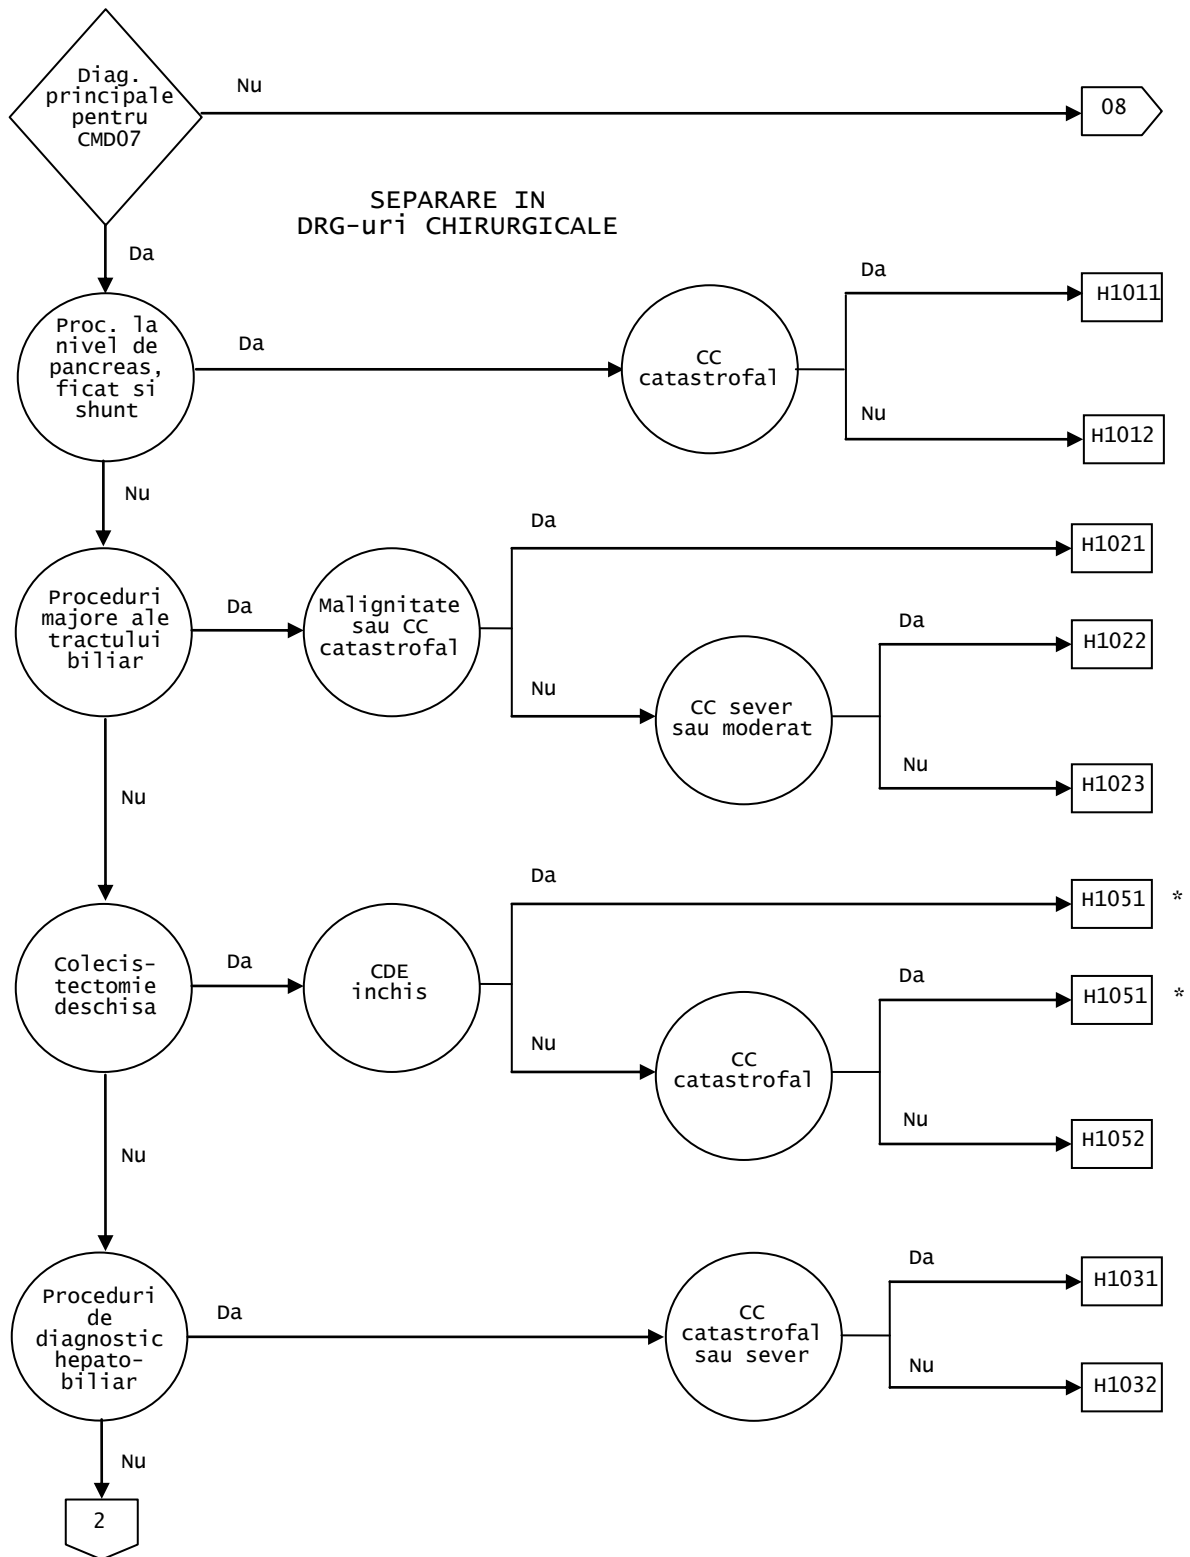 Diag.
principale
pentru
CMD07
Nu
08
SEPARARE IN
DRG-uri CHIRURGICALE
Da
Proc. la
nivel de
pancreas,
ficat si
shunt
Da
CC
catastrofal
Da
H1011
Nu
H1012
Nu
Proceduri
majore ale
tractului
biliar
Da
Malignitate
sau CC
catastrofal
Da
H1021
Nu
CC sever
sau moderat
Da
H1022
Nu
H1023
Nu
Colecis-
tectomie
deschisa
Da
CDE
inchis
Da
H1051 *
Nu
CC
catastrofal
Da
H1051 *
Nu
H1052
Nu
Proceduri
de
diagnostic
hepato-
biliar
Da
CC
catastrofal
sau sever
Da
H1031
Nu
H1032
Nu
2